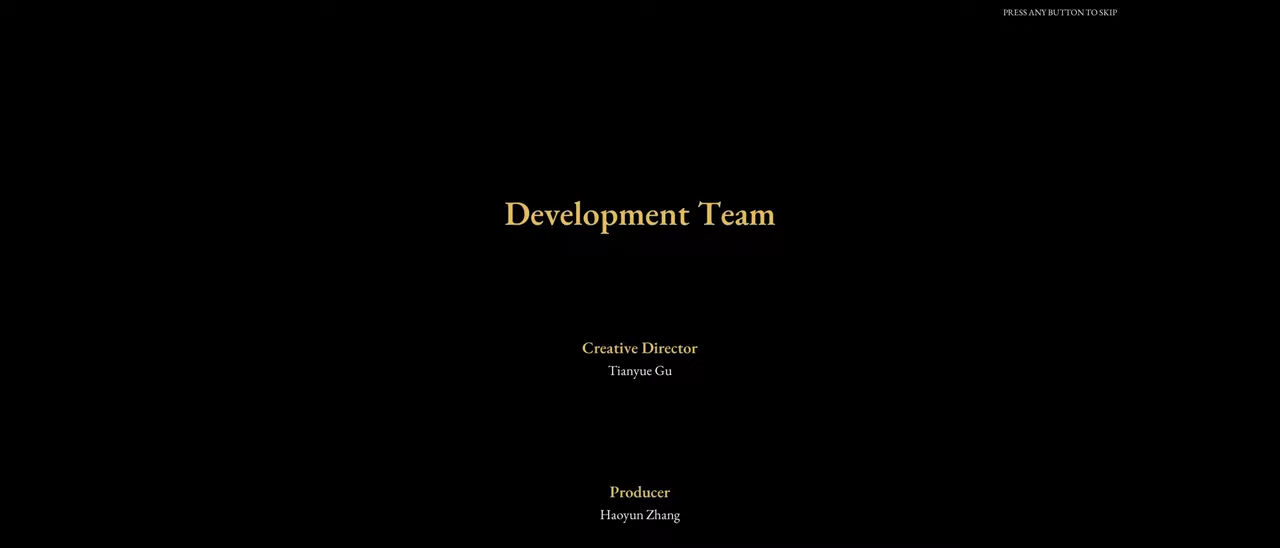 PRESS ANY BUTTON TO SKIP
Development Team
Creative Director
Tianyue Gu
Producer
Haoyun Zhang